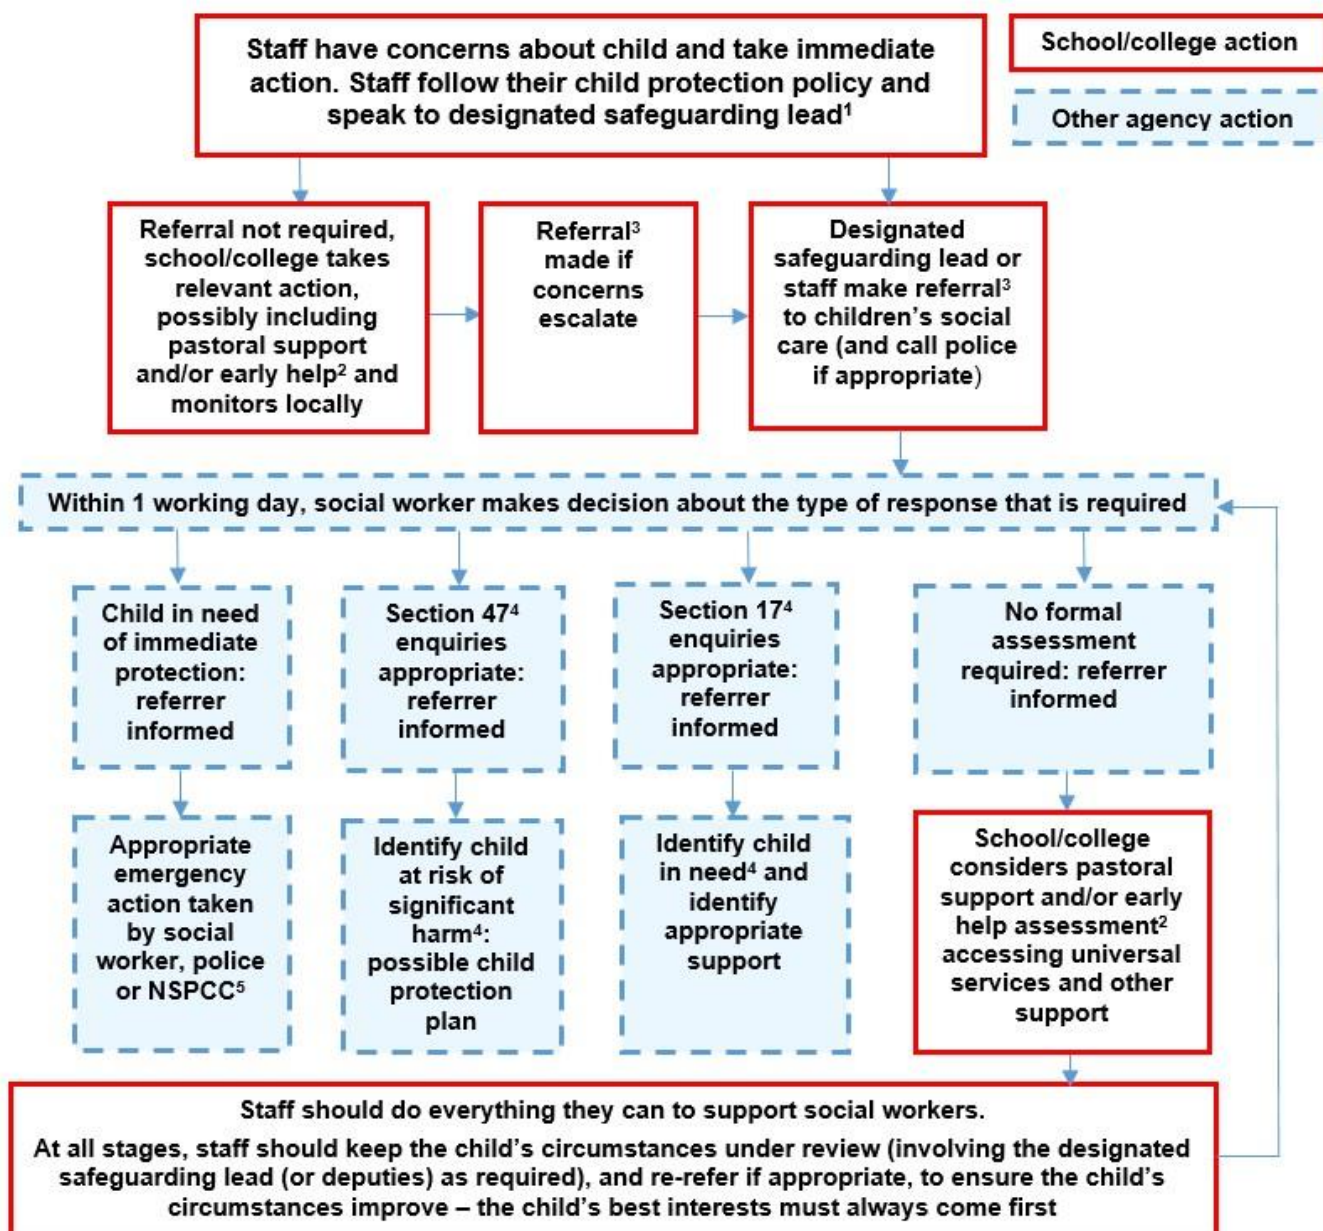 Staff have concerns about child and take immediate
action. Staff follow their child protection policy and
speak to designated safeguarding lead¹
School/college action
Other agency action
Referral not required,
school/college takes
relevant action,
possibly including
pastoral support
and/or early help² and
monitors locally
Referral³
made if
concerns
escalate
Designated
safeguarding lead or
staff make referral³
to children’s social
care (and call police
if appropriate)
Within 1 working day, social worker makes decision about the type of response that is required
Child in need
of immediate
protection:
referrer
informed
Section 47⁴
enquiries
appropriate:
referrer
informed
Section 17⁴
enquiries
appropriate:
referrer
informed
No formal
assessment
required: referrer
informed
Appropriate
emergency
action taken
by social
worker, police
or NSPCC⁵
Identify child
at risk of
significant
harm⁴:
possible child
protection
plan
Identify child
in need⁴ and
identify
appropriate
support
School/college
considers pastoral
support and/or early
help assessment²
accessing universal
services and other
support
Staff should do everything they can to support social workers.
At all stages, staff should keep the child’s circumstances under review (involving the designated
safeguarding lead (or deputies) as required), and re-refer if appropriate, to ensure the child’s
circumstances improve – the child’s best interests must always come first